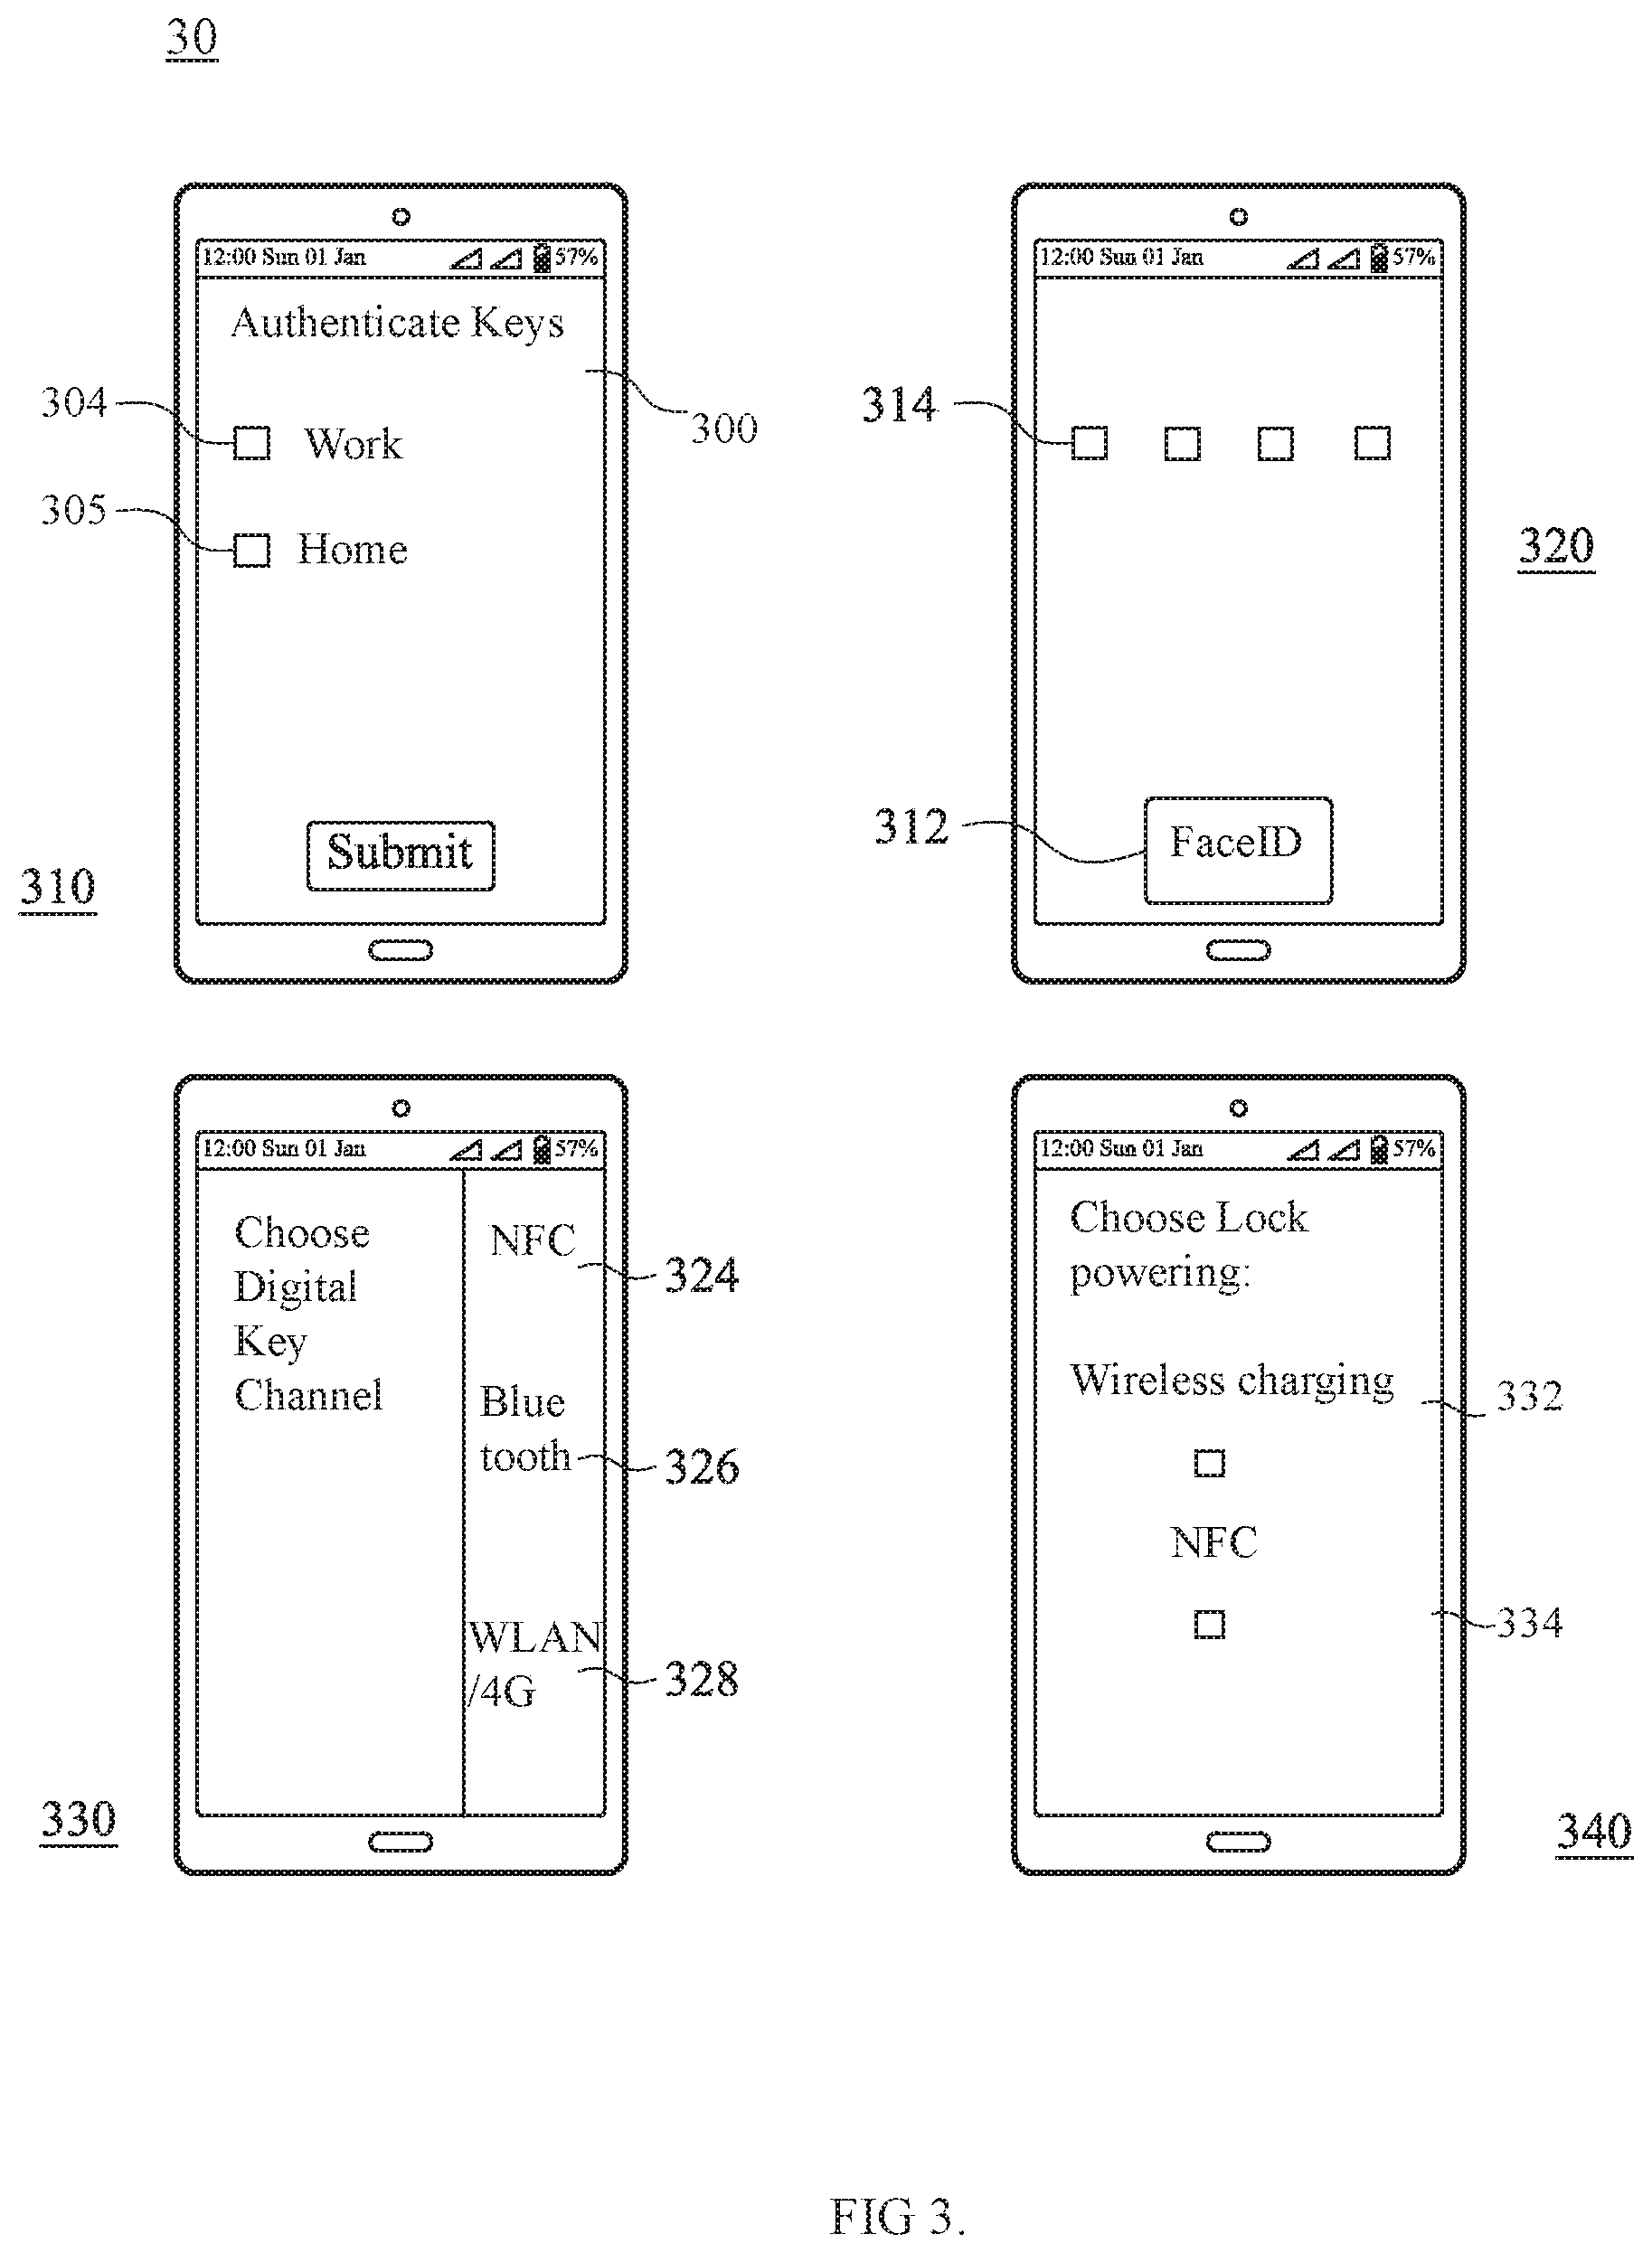 30
12:00 Sun 01 Jan 57%
Authenticate Keys
300
304 Work
305 Home
Submit
310
12:00 Sun 01 Jan 57%
314
320
312 FaceID
12:00 Sun 01 Jan 57%
Choose
Digital
Key
Channel
NFC
324
Blue
tooth
326
WLAN
/4G
328
330
12:00 Sun 01 Jan 57%
Choose Lock
powering:
Wireless charging
332
NFC
334
340
FIG 3.